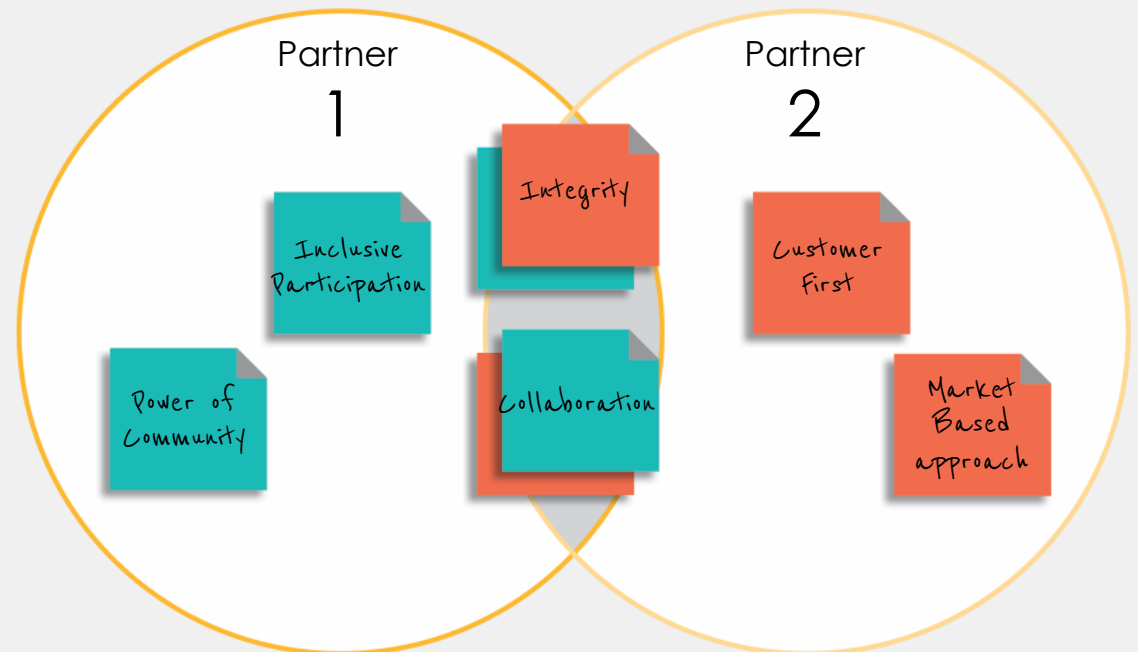 Partner
1
Partner
2
Integrity
Inclusive
Participation
Customer
First
Power of
Community
Collaboration
Market
Based
approach